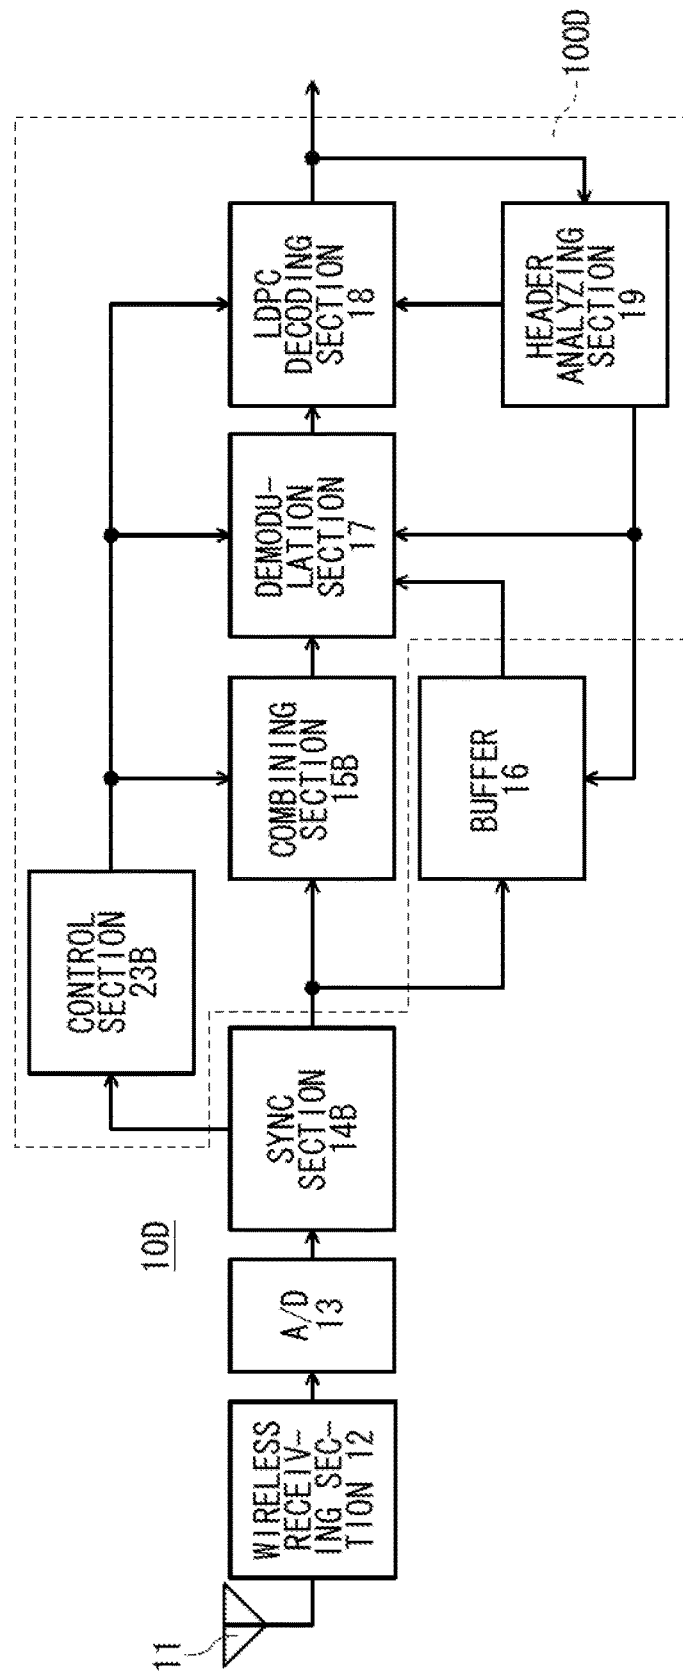 10D
11
WIRELESS
RECEIV-
ING SEC-
TION 12
A/D
13
SYNC
SECTION
14B
CONTROL
SECTION
23B
COMBINING
SECTION
15B
BUFFER
16
DEMODU-
LATION
SECTION
17
LDPC
DECODING
SECTION
18
HEADER
ANALYZING
SECTION
19
100D